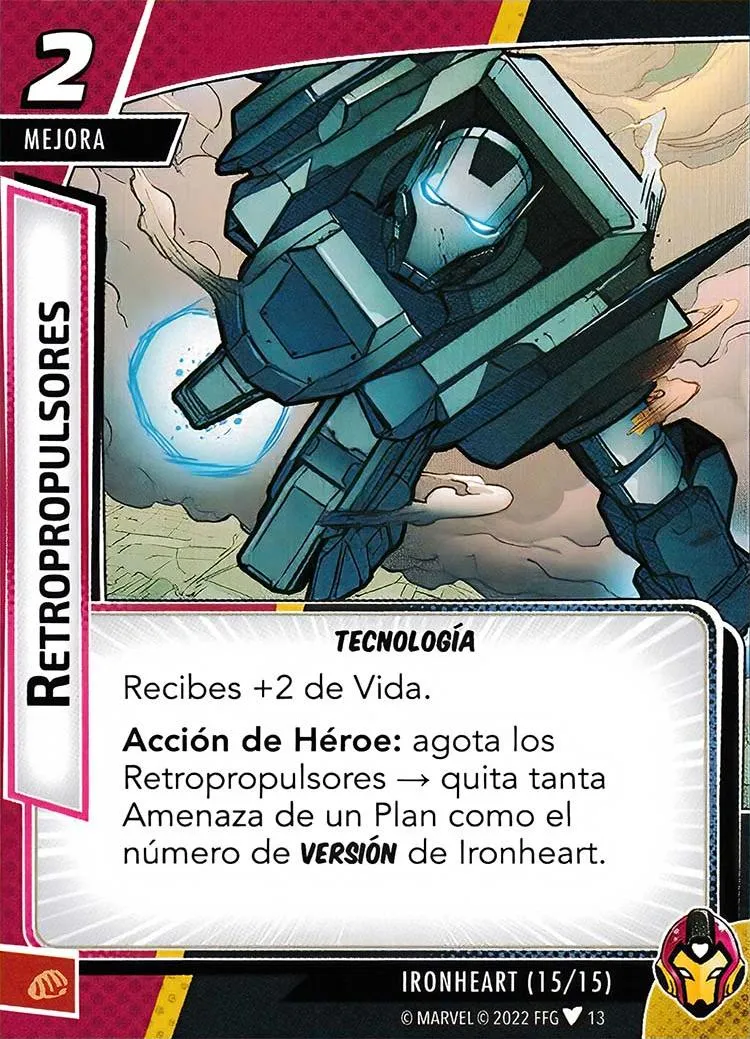 2
MEJORA
RETROPROPULSORES
TECNOLOGÍA
Recibes +2 de Vida.
Acción de Héroe: agota los
Retropropulsores → quita tanta
Amenaza de un Plan como el
número de VERSIÓN de Ironheart.
IRONHEART (15/15)
© MARVEL © 2022 FFG ♥ 13